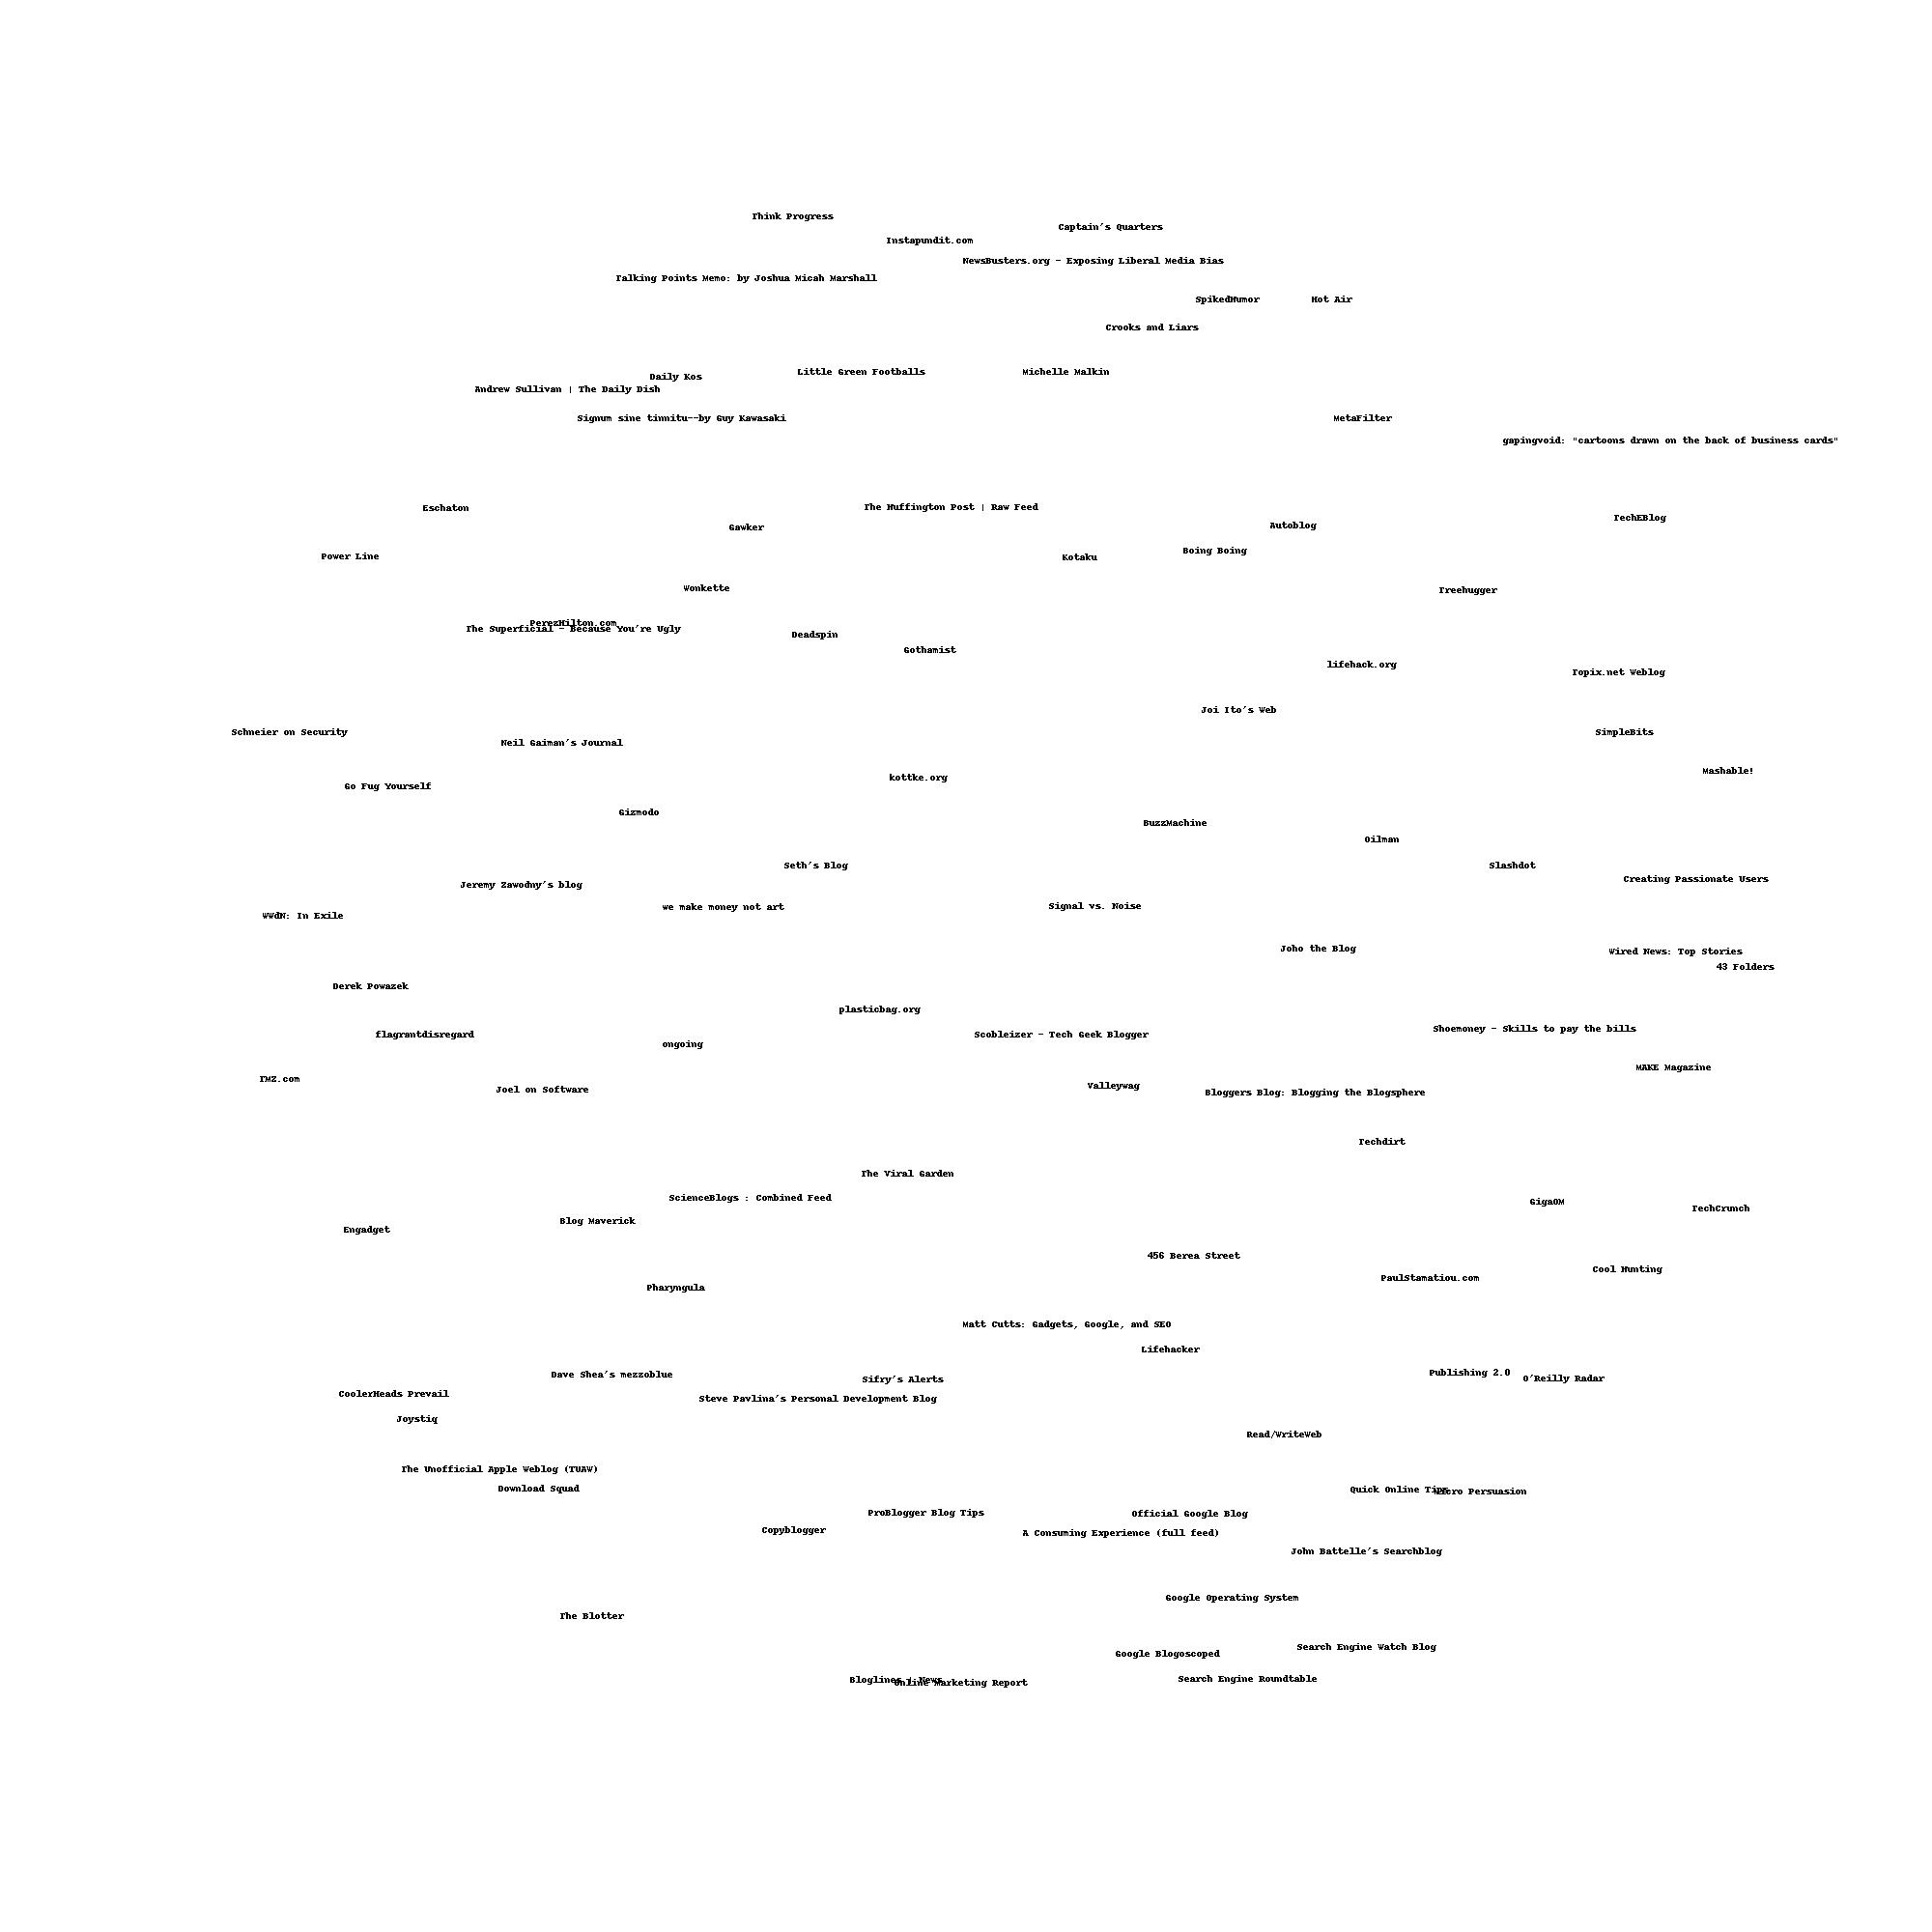 Think Progress
Captain's Quarters
Instapundit.com
NewsBusters.org - Exposing Liberal Media Bias
Talking Points Memo: by Joshua Micah Marshall
SpikedHumor
Hot Air
Crooks and Liars
Little Green Footballs
Michelle Malkin
Daily Kos
Andrew Sullivan | The Daily Dish
Signum sine tinnitu--by Guy Kawasaki
MetaFilter
gapingvoid: "cartoons drawn on the back of business cards"
Eschaton
The Huffington Post | Raw Feed
TechEBlog
Gawker
Autoblog
Boing Boing
Power Line
Kotaku
Wonkette
Treehugger
PerezHilton.com
The Superficial - Because You're Ugly
Deadspin
Gothamist
lifehack.org
Topix.net Weblog
Joi Ito's Web
Schneier on Security
SimpleBits
Neil Gaiman's Journal
Mashable!
kottke.org
Go Fug Yourself
Gizmodo
BuzzMachine
Oilman
Seth's Blog
Slashdot
Creating Passionate Users
Jeremy Zawodny's blog
we make money not art
Signal vs. Noise
WWdN: In Exile
Joho the Blog
Wired News: Top Stories
43 Folders
Derek Powazek
plasticbag.org
Shoemoney - Skills to pay the bills
flagrantdisregard
Scobleizer - Tech Geek Blogger
ongoing
MAKE Magazine
TMZ.com
Valleywag
Joel on Software
Bloggers Blog: Blogging the Blogsphere
Techdirt
The Viral Garden
ScienceBlogs : Combined Feed
GigaOM
TechCrunch
Blog Maverick
Engadget
456 Berea Street
Cool Hunting
PaulStamatiou.com
Pharyngula
Matt Cutts: Gadgets, Google, and SEO
Lifehacker
Publishing 2.0
Dave Shea's mezzoblue
Sifry's Alerts
O'Reilly Radar
CoolerHeads Prevail
Steve Pavlina's Personal Development Blog
Joystiq
Read/WriteWeb
The Unofficial Apple Weblog (TUAW)
Download Squad
Quick Online Tips
Micro Persuasion
ProBlogger Blog Tips
Official Google Blog
Copyblogger
A Consuming Experience (full feed)
John Battelle's Searchblog
Google Operating System
The Blotter
Search Engine Watch Blog
Google Blogoscoped
Search Engine Roundtable
Bloglines | News
Online Marketing Report